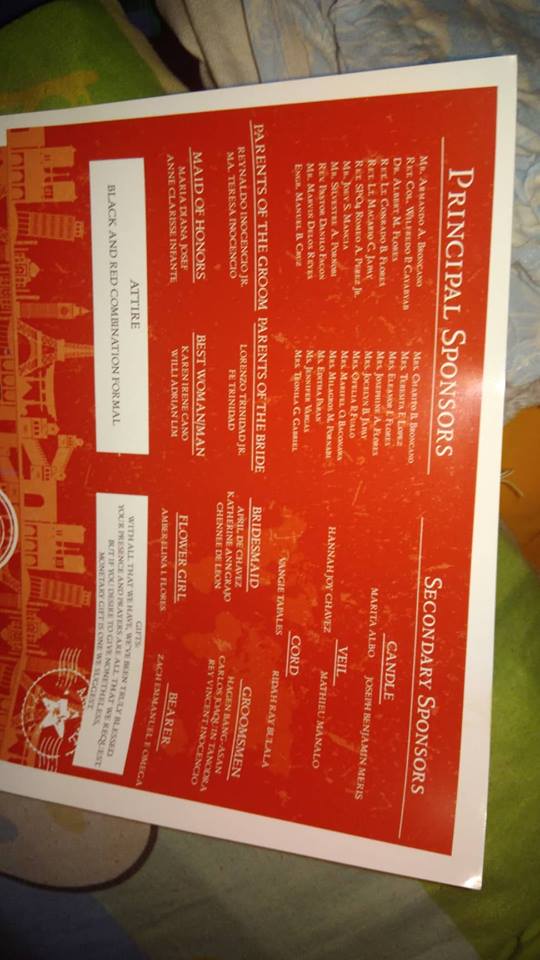 PRINCIPAL SPONSORS
MR. ARMANDO A. BRONCANO
RET. COL. WILFREDO P. CAYABYAB
DR. ALBERT M. FLORES
RET. LT. CONRADO B. FLORES
RET. LT. MACARIO G. JAPAY
RET. SPO4 ROMEO A. PEREZ JR.
MR. JOEY S. MANCIA
MR. SILVESTRE A. PORNOBI
REV. PASTOR DANILO FACON
MR. MARVIN DELOS REYES
ENGR. MANUEL B. CRUZ
MRS. CHARITO B. BRONCANO
MRS. TERESITA F. LOPEZ
MRS. ELEANOR I. FLORES
MRS. JOSEPHINE A. FLORES
MRS. JOCELYN B. JAPAY
MRS. OFELIA P. FUALO
MRS. MARIFEL O. BACONAWA
MRS. MILAGROS M. PORNABI
MS. EDITHA PARAN
MS. JENNIFER VARGAS
MRS. TEONILA G. GABRIEL
PARENTS OF THE GROOM
REYNALDO INOCENCIO JR.
MA. TERESA INOCENCIO
PARENTS OF THE BRIDE
LORENZO TRINIDAD JR.
FE TRINIDAD
MAID OF HONORS
MARIA DIANA JOSEF
ANNE CLARISSE INFANTE
BEST WOMAN/MAN
KAREN IRENE CANO
WILLI ADRIAN LIM
ATTIRE
BLACK AND RED COMBINATION FORMAL
SECONDARY SPONSORS
CANDLE
MARITA ALBO JOSEPH BENJAMIN MERIS
VEIL
HANNAH JOY CHAVEZ MATHIEU MANALO
CORD
VANGIE TAPALES RIDAH RAY BULALA
BRIDESMAID
APRIL DE CHAVEZ
KATHERINE ANN GRAJO
CHENNEE DE LEON
GROOMSMEN
HAGEN BANG-ASAN
CARLOS JOAQUIN TANODRA
REY VINCENT INOCENCIO
FLOWER GIRL
AMBER ELINA I. FLORES
BEARER
ZACH EMMANUEL F. OMEGA
GIFTS:
WITH ALL THAT WE HAVE, WE'VE BEEN TRULY BLESSED.
YOUR PRESENCE AND PRAYERS ARE ALL THAT WE REQUEST.
BUT IF YOU DESIRE TO GIVE NONETHELESS,
MONETARY GIFT IS ONE WE SUGGEST.